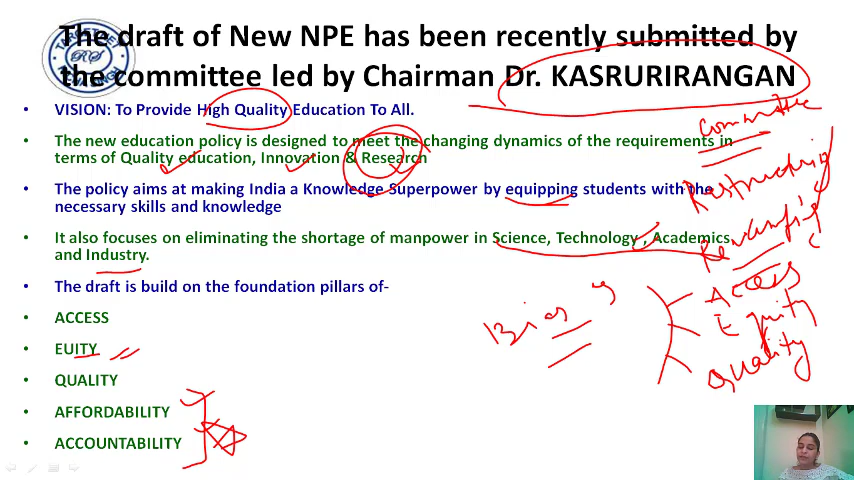 The draft of New NPE has been recently submitted by
the committee led by Chairman Dr. KASRURIRANGAN
VISION: To Provide High Quality Education To All.
The new education policy is designed to meet the changing dynamics of the requirements in
terms of Quality education, Innovation & Research
The policy aims at making India a Knowledge Superpower by equipping students with the
necessary skills and knowledge
It also focuses on eliminating the shortage of manpower in Science, Technology , Academics
and Industry.
The draft is build on the foundation pillars of-
ACCESS
EUITY
QUALITY
AFFORDABILITY
ACCOUNTABILITY
Committee
Access
Equity
Quality